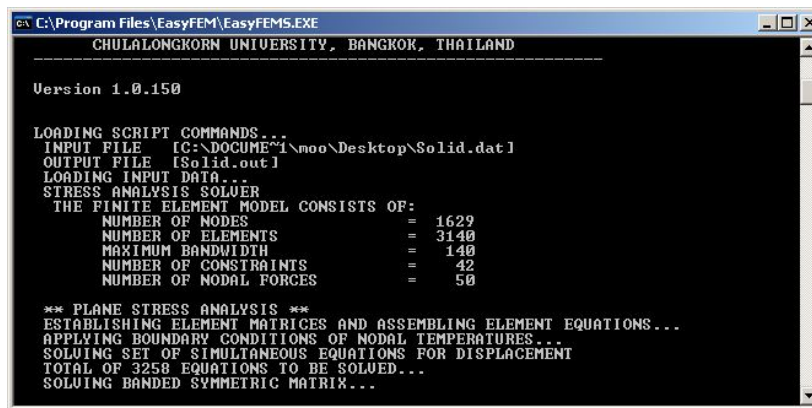 C:\Program Files\EasyFEM\EasyFEMS.EXE
CHULALONGKORN UNIVERSITY, BANGKOK, THAILAND
------------------------------------------------------------
Version 1.0.150
LOADING SCRIPT COMMANDS...
INPUT FILE [C:\DOCUME~1\moo\Desktop\Solid.dat]
OUTPUT FILE [Solid.out]
LOADING INPUT DATA...
STRESS ANALYSIS SOLVER
THE FINITE ELEMENT MODEL CONSISTS OF:
NUMBER OF NODES = 1629
NUMBER OF ELEMENTS = 3140
MAXIMUM BANDWIDTH = 140
NUMBER OF CONSTRAINTS = 42
NUMBER OF NODAL FORCES = 50
** PLANE STRESS ANALYSIS **
ESTABLISHING ELEMENT MATRICES AND ASSEMBLING ELEMENT EQUATIONS...
APPLYING BOUNDARY CONDITIONS OF NODAL TEMPERATURES...
SOLVING SET OF SIMULTANEOUS EQUATIONS FOR DISPLACEMENT
TOTAL OF 3258 EQUATIONS TO BE SOLVED...
SOLVING BANDED SYMMETRIC MATRIX...